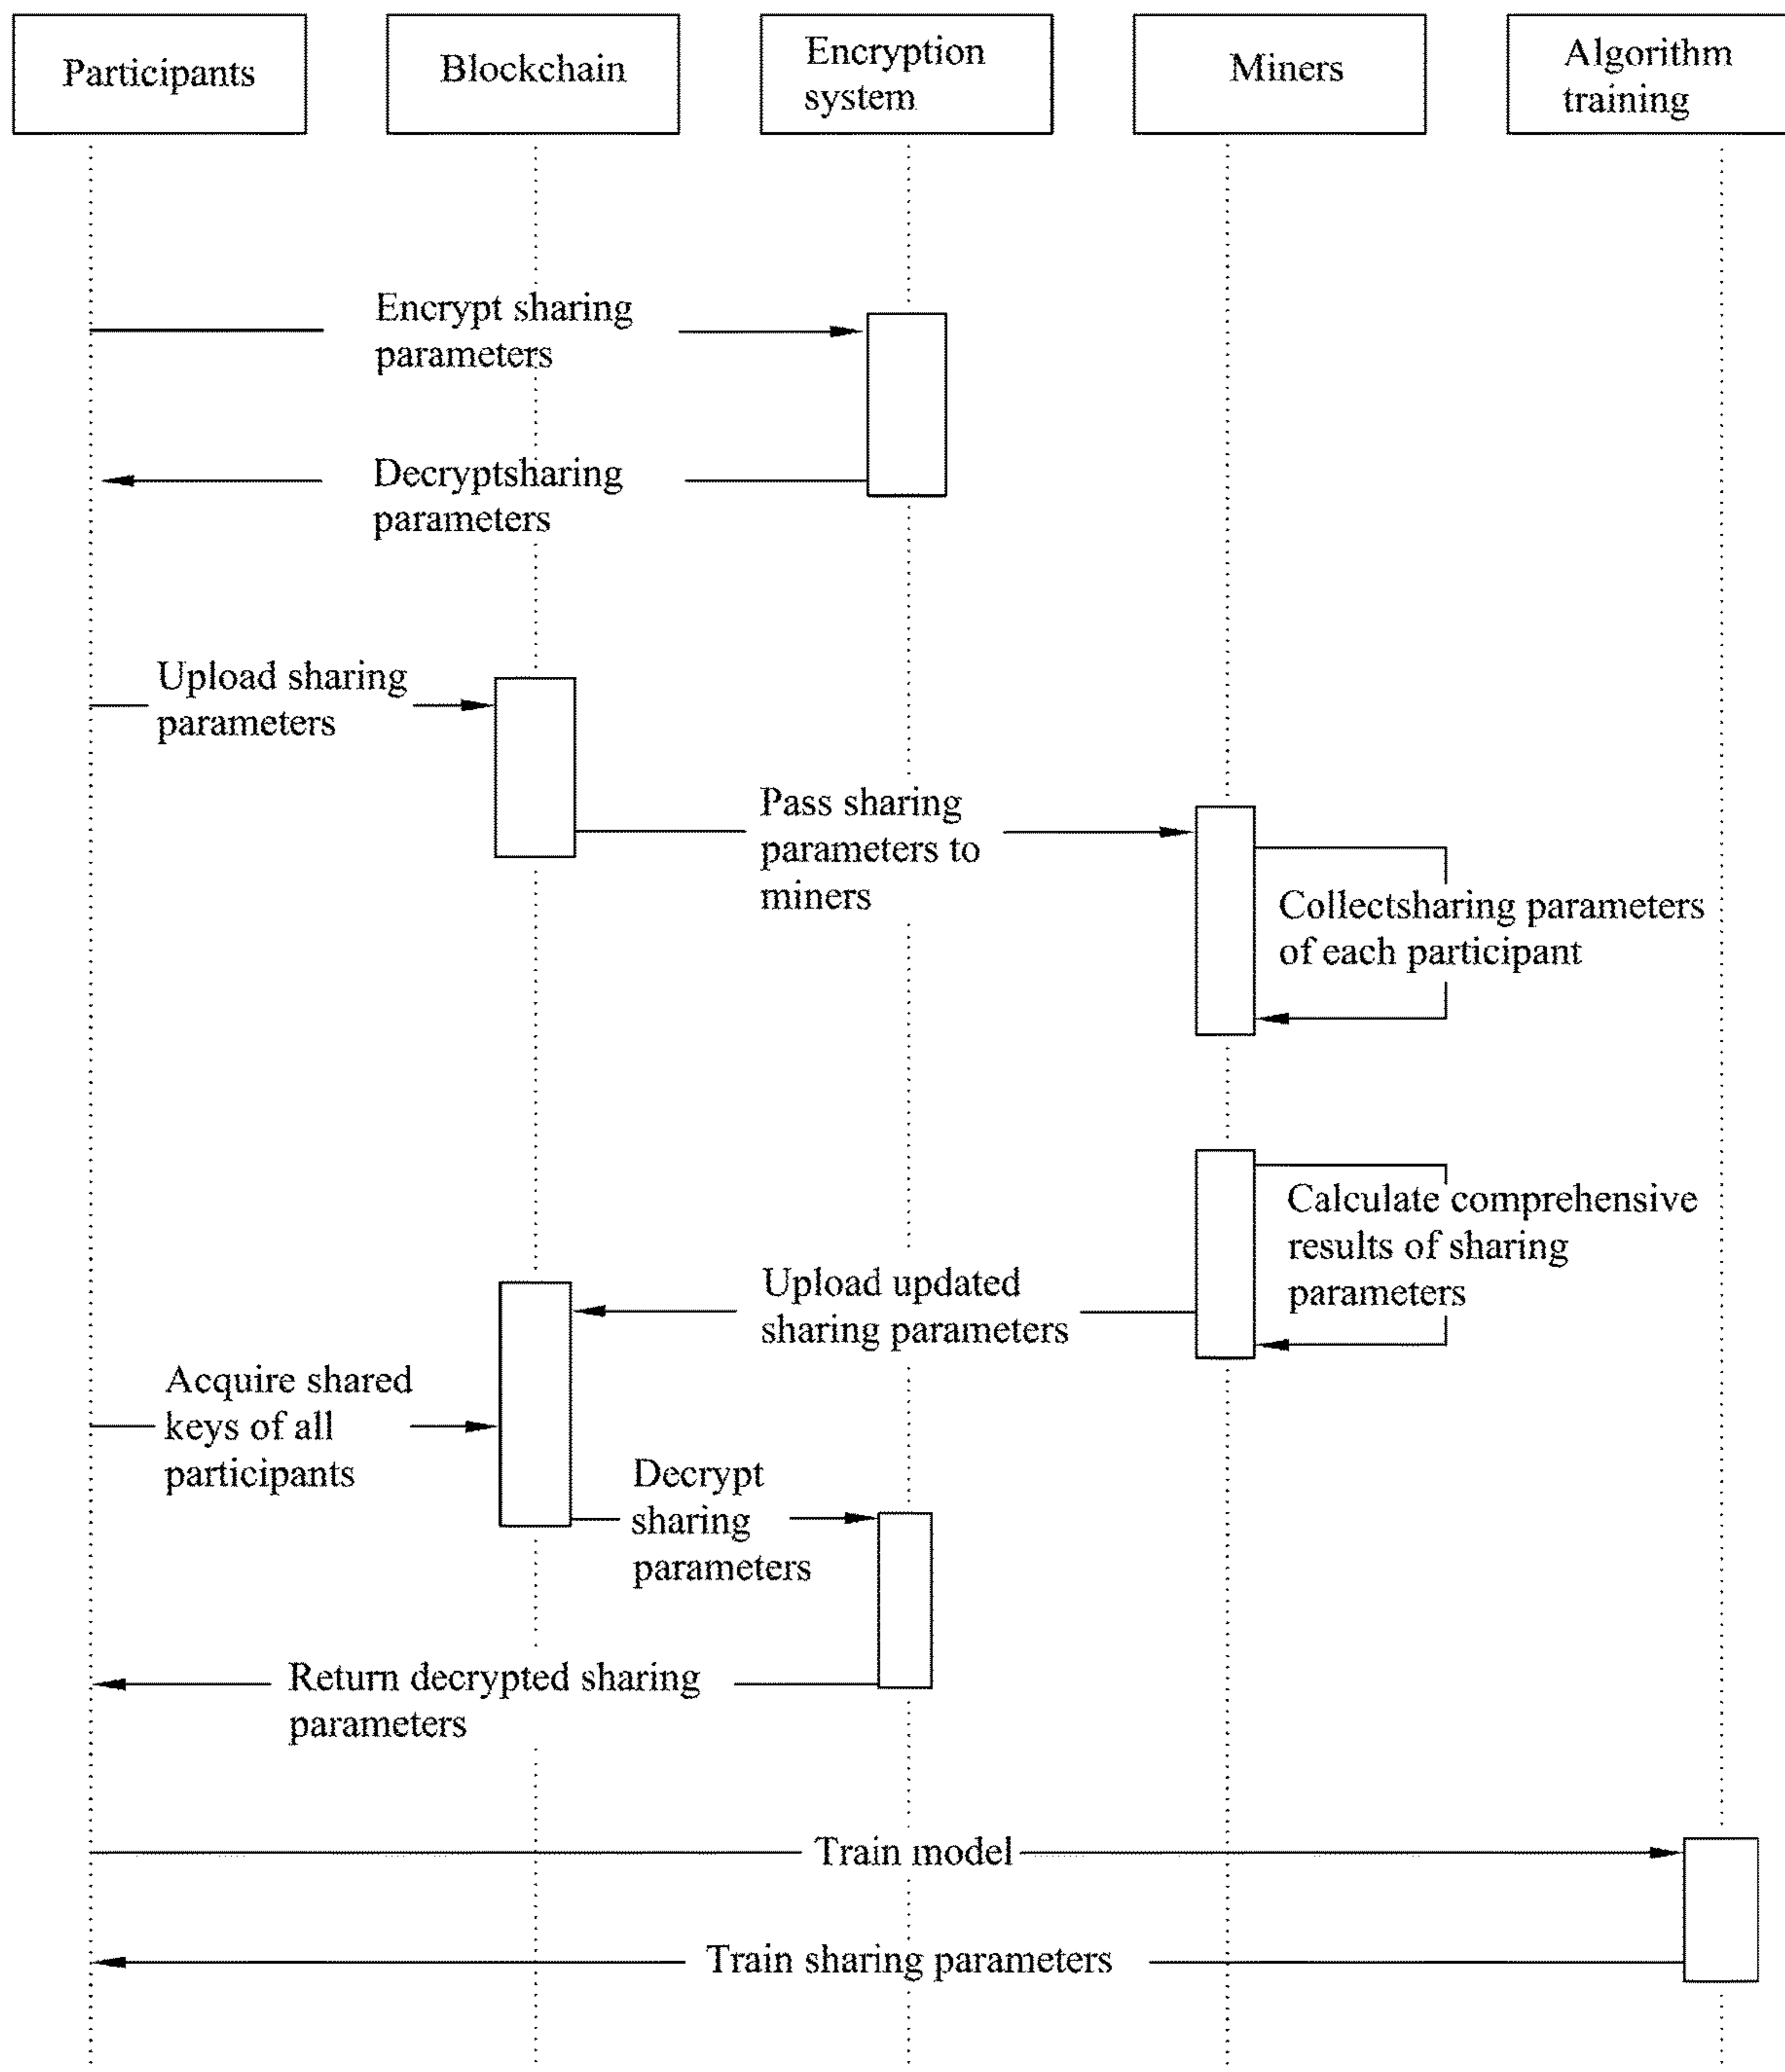 Participants
Blockchain
Encryption
system
Miners
Algorithm
training
Encrypt sharing
parameters
Decryptsharing
parameters
Upload sharing
parameters
Pass sharing
parameters to
miners
Collectsharing parameters
of each participant
Calculate comprehensive
results of sharing
parameters
Upload updated
sharing parameters
Acquire shared
keys of all
participants
Decrypt
sharing
parameters
Return decrypted sharing
parameters
Train model
Train sharing parameters